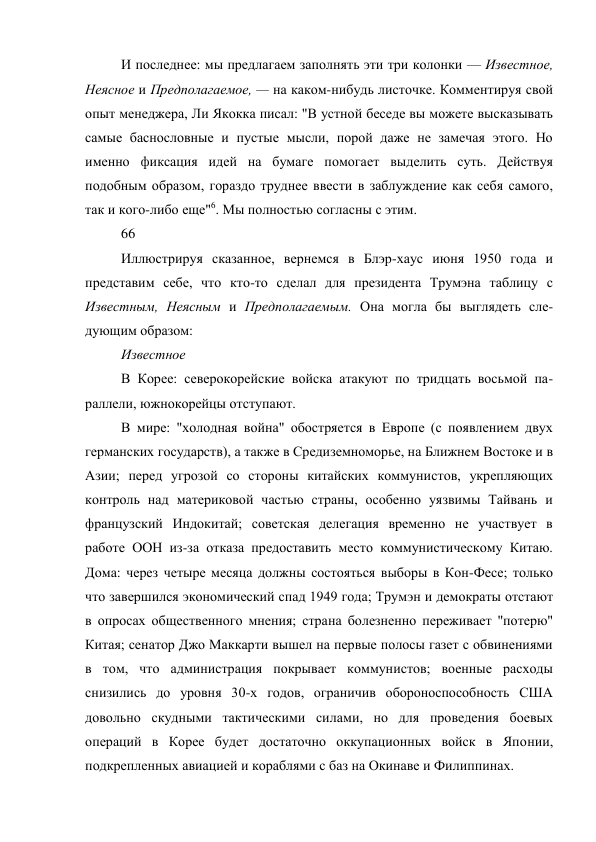 И последнее: мы предлагаем заполнять эти три колонки — Известное,
Неясное и Предполагаемое, — на каком-нибудь листочке. Комментируя свой
опыт менеджера, Ли Якокка писал: "В устной беседе вы можете высказывать
самые баснословные и пустые мысли, порой даже не замечая этого. Но
именно фиксация идей на бумаге помогает выделить суть. Действуя
подобным образом, гораздо труднее ввести в заблуждение как себя самого,
так и кого-либо еще"6. Мы полностью согласны с этим.
66
Иллюстрируя сказанное, вернемся в Блэр-хаус июня 1950 года и
представим себе, что кто-то сделал для президента Трумэна таблицу с
Известным, Неясным и Предполагаемым. Она могла бы выглядеть сле-
дующим образом:
Известное
В Корее: северокорейские войска атакуют по тридцать восьмой па-
раллели, южнокорейцы отступают.
В мире: "холодная война" обостряется в Европе (с появлением двух
германских государств), а также в Средиземноморье, на Ближнем Востоке и в
Азии; перед угрозой со стороны китайских коммунистов, укрепляющих
контроль над материковой частью страны, особенно уязвимы Тайвань и
французский Индокитай; советская делегация временно не участвует в
работе ООН из-за отказа предоставить место коммунистическому Китаю.
Дома: через четыре месяца должны состояться выборы в Кон-Фесе; только
что завершился экономический спад 1949 года; Трумэн и демократы отстают
в опросах общественного мнения; страна болезненно переживает "потерю"
Китая; сенатор Джо Маккарти вышел на первые полосы газет с обвинениями
в том, что администрация покрывает коммунистов; военные расходы
снизились до уровня 30-х годов, ограничив обороноспособность США
довольно скудными тактическими силами, но для проведения боевых
операций в Корее будет достаточно оккупационных войск в Японии,
подкрепленных авиацией и кораблями с баз на Окинаве и Филиппинах.